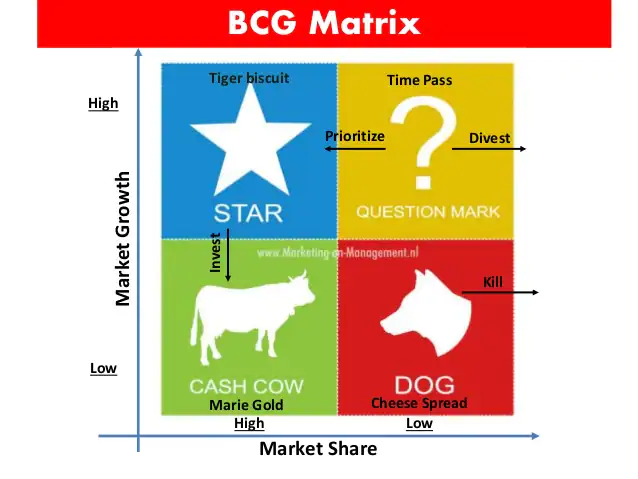 BCG Matrix
Tiger biscuit
Time Pass
High
Prioritize
Divest
STAR
QUESTION MARK
Market Growth
Invest
www.Marketing-on-Management.nl
Kill
Low
CASH COW
DOG
Marie Gold
Cheese Spread
High
Low
Market Share